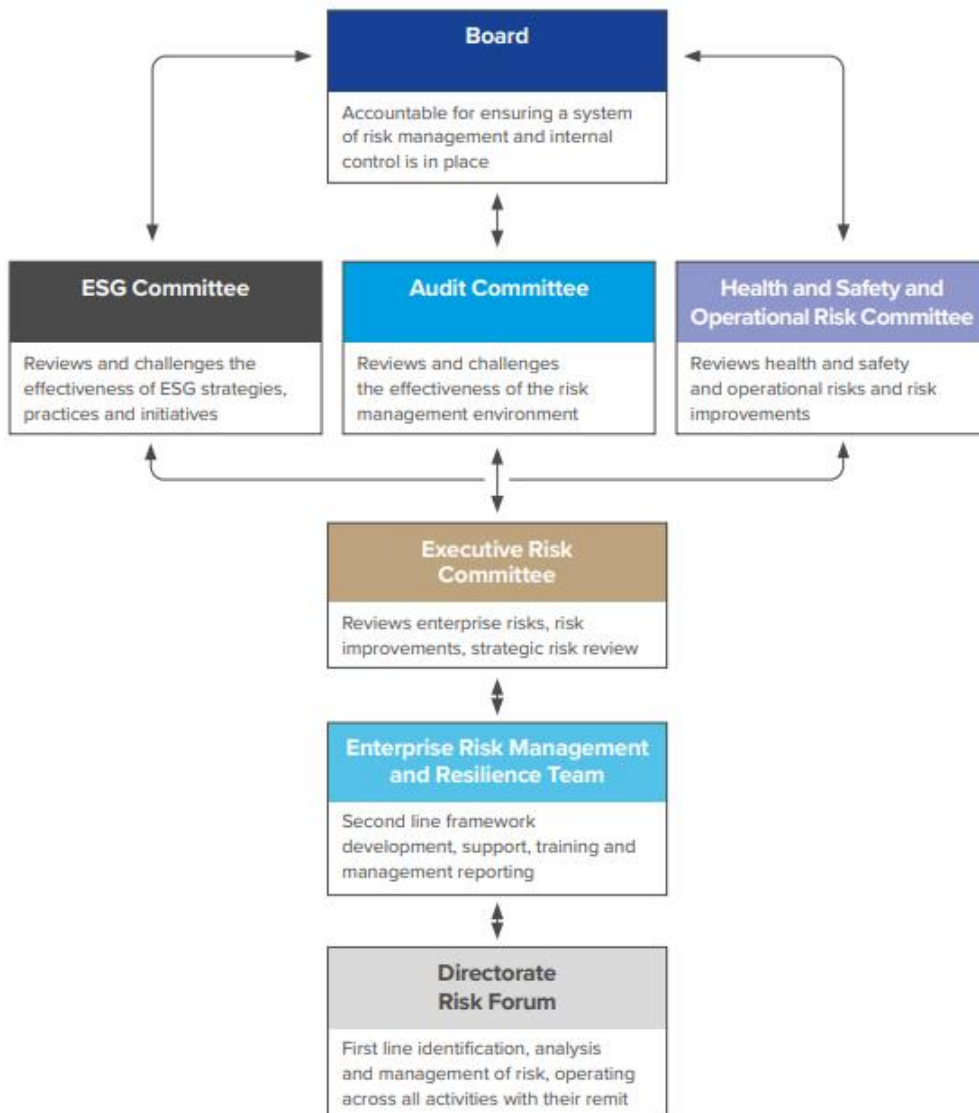 Board
Accountable for ensuring a system
of risk management and internal
control is in place
ESG Committee
Reviews and challenges the
effectiveness of ESG strategies,
practices and initiatives
Audit Committee
Reviews and challenges
the effectiveness of the risk
management environment
Health and Safety and
Operational Risk Committee
Reviews health and safety
and operational risks and risk
improvements
Executive Risk
Committee
Reviews enterprise risks, risk
improvements, strategic risk review
Enterprise Risk Management
and Resilience Team
Second line framework
development, support, training and
management reporting
Directorate
Risk Forum
First line identification, analysis
and management of risk, operating
across all activities with their remit